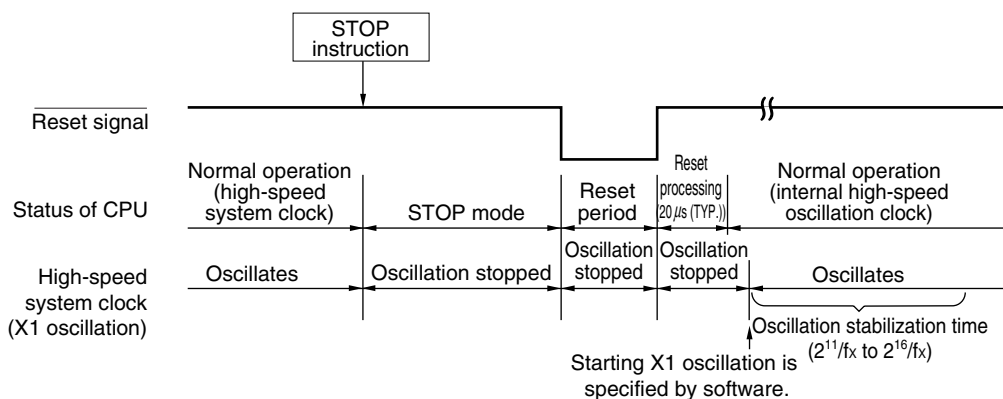 STOP
instruction
Reset signal
Status of CPU
Normal operation
(high-speed
system clock)
STOP mode
Reset
period
Reset
processing
(20 μs (TYP.))
Normal operation
(internal high-speed
oscillation clock)
High-speed
system clock
(X1 oscillation)
Oscillates
Oscillation stopped
Oscillation
stopped
Oscillation
stopped
Oscillates
Oscillation stabilization time
(2¹¹/fx to 2¹⁶/fx)
Starting X1 oscillation is
specified by software.